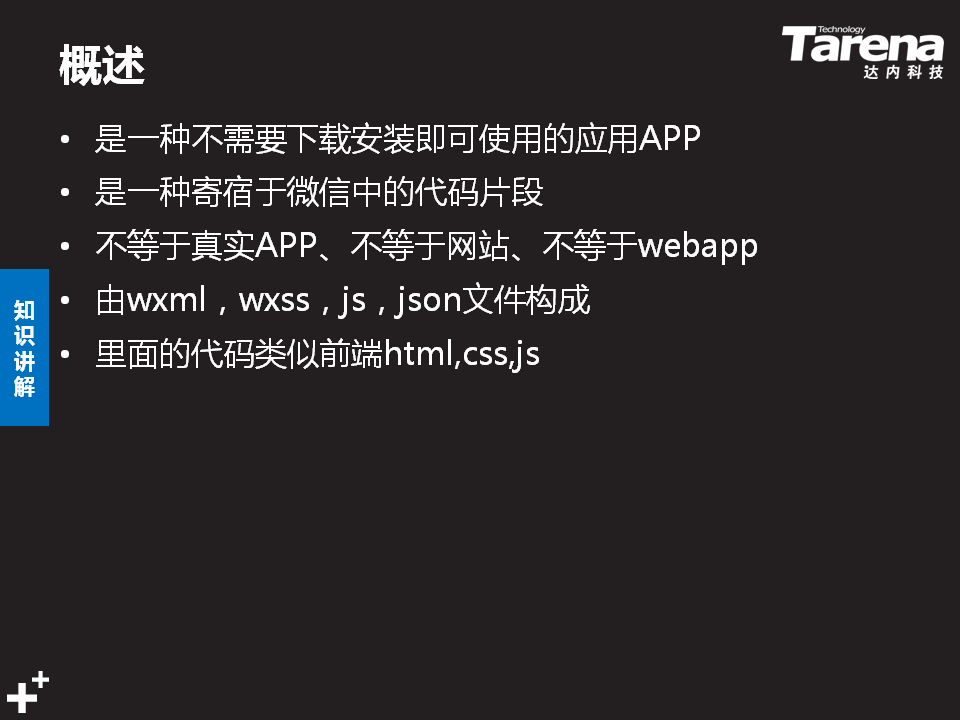 概述
Technology
Tarena
达内科技
• 是一种不需要下载安装即可使用的应用APP
• 是一种寄宿于微信中的代码片段
• 不等于真实APP、不等于网站、不等于webapp
• 由wxml，wxss，js，json文件构成
• 里面的代码类似前端html,css,js
知
识
讲
解